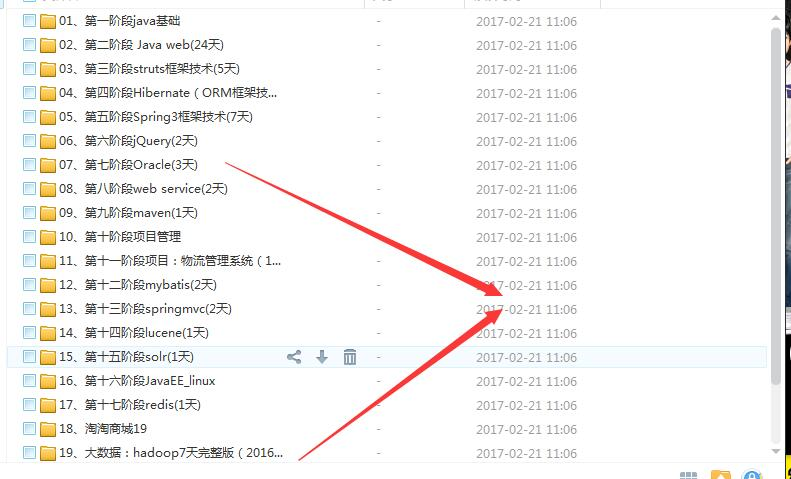 01、第一阶段java基础 - 2017-02-21 11:06
02、第二阶段 Java web(24天) - 2017-02-21 11:06
03、第三阶段struts框架技术(5天) - 2017-02-21 11:06
04、第四阶段Hibernate（ORM框架技... - 2017-02-21 11:06
05、第五阶段Spring3框架技术(7天) - 2017-02-21 11:06
06、第六阶段jQuery(2天) - 2017-02-21 11:06
07、第七阶段Oracle(3天) - 2017-02-21 11:06
08、第八阶段web service(2天) - 2017-02-21 11:06
09、第九阶段maven(1天) - 2017-02-21 11:06
10、第十阶段项目管理 - 2017-02-21 11:06
11、第十一阶段项目：物流管理系统（1... - 2017-02-21 11:06
12、第十二阶段mybatis(2天) - 2017-02-21 11:06
13、第十三阶段springmvc(2天) - 2017-02-21 11:06
14、第十四阶段lucene(1天) - 2017-02-21 11:06
15、第十五阶段solr(1天) - 2017-02-21 11:06
16、第十六阶段JavaEE_linux - 2017-02-21 11:06
17、第十七阶段redis(1天) - 2017-02-21 11:06
18、淘淘商城19 - 2017-02-21 11:06
19、大数据：hadoop7天完整版（2016... - 2017-02-21 11:06